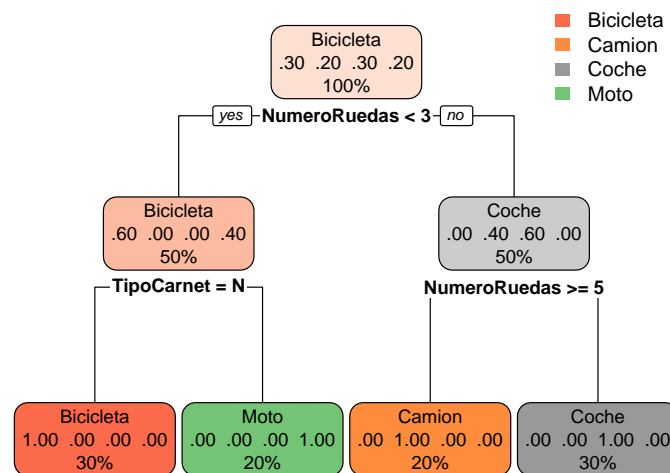 Bicicleta
Camion
Coche
Moto
Bicicleta
.30 .20 .30 .20
100%
yes NumeroRuedas < 3 no
Bicicleta
.60 .00 .00 .40
50%
TipoCarnet = N
Coche
.00 .40 .60 .00
50%
NumeroRuedas >= 5
Bicicleta
1.00 .00 .00 .00
30%
Moto
.00 .00 .00 1.00
20%
Camion
.00 1.00 .00 .00
20%
Coche
.00 .00 1.00 .00
30%